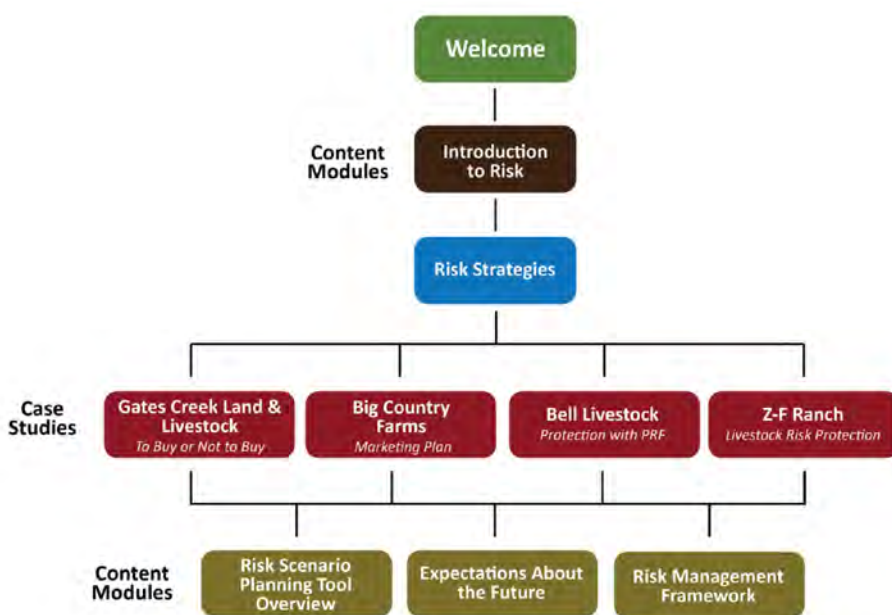 Welcome
Content
Modules
Introduction
to Risk
Risk Strategies
Case
Studies
Gates Creek Land &
Livestock
To Buy or Not to Buy
Big Country
Farms
Marketing Plan
Bell Livestock
Protection with PRF
Z-F Ranch
Livestock Risk Protection
Content
Modules
Risk Scenario
Planning Tool
Overview
Expectations About
the Future
Risk Management
Framework